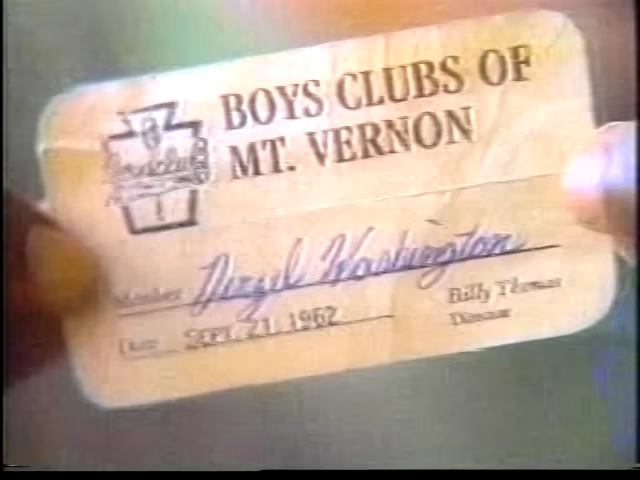 BOYS CLUBS OF
MT. VERNON
Member Denzel Washington
Date SEPT. 21 1962
Billy Thomas
Director